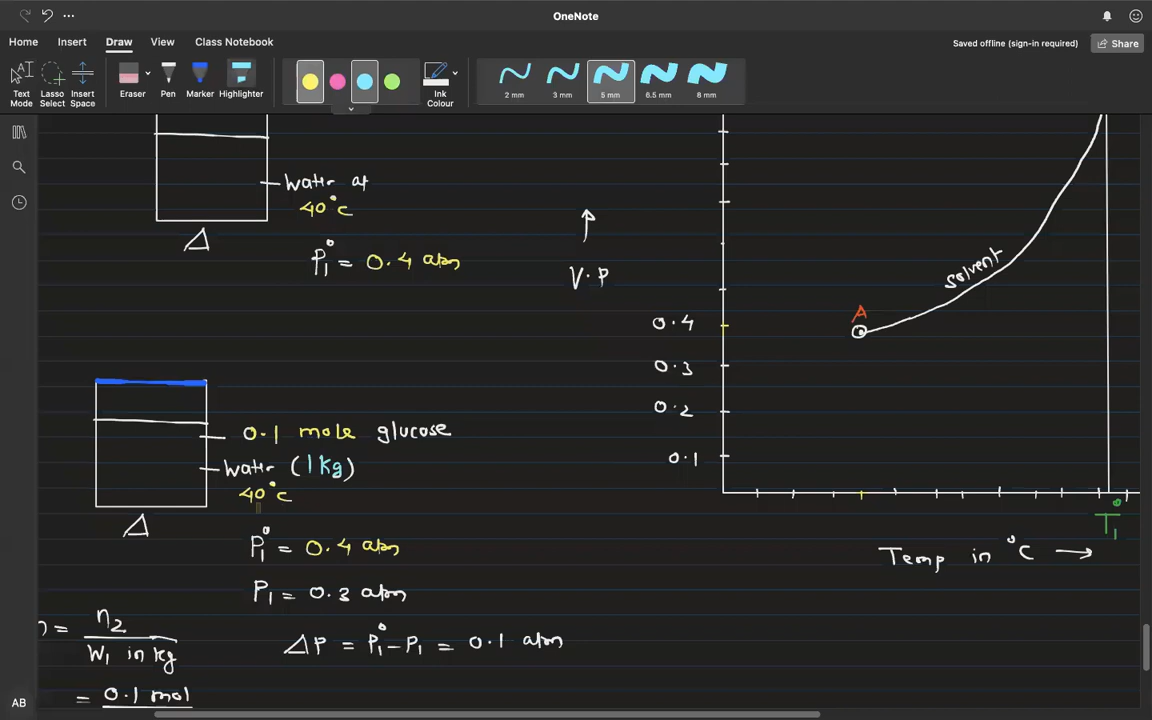 OneNote
Home Insert Draw View Class Notebook
Saved offline (sign-in required)
Share
Text Mode
Lasso Select
Insert Space
Eraser
Pen
Marker
Highlighter
Ink Colour
2 mm
3 mm
5 mm
6.5 mm
8 mm
Water at
40°C
P₁° = 0.4 atm
0.1 mole glucose
Water (1kg)
40°C
P₁° = 0.4 atm
P₁ = 0.3 atm
ΔP = P₁° - P₁ = 0.1 atm
= n₂
W₁ in kg
= 0.1 mol
V.P
0.4
0.3
0.2
0.1
A
solvent
T₁°
Temp in °C →
AB